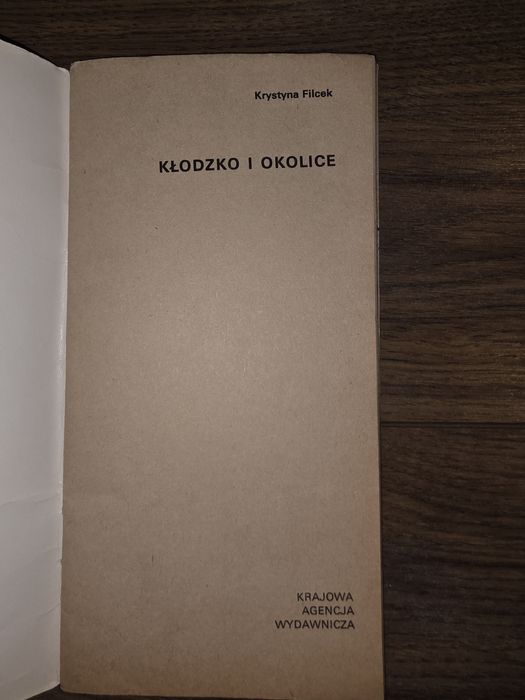 Krystyna Filcek
KŁODZKO I OKOLICE
KRAJOWA
AGENCJA
WYDAWNICZA